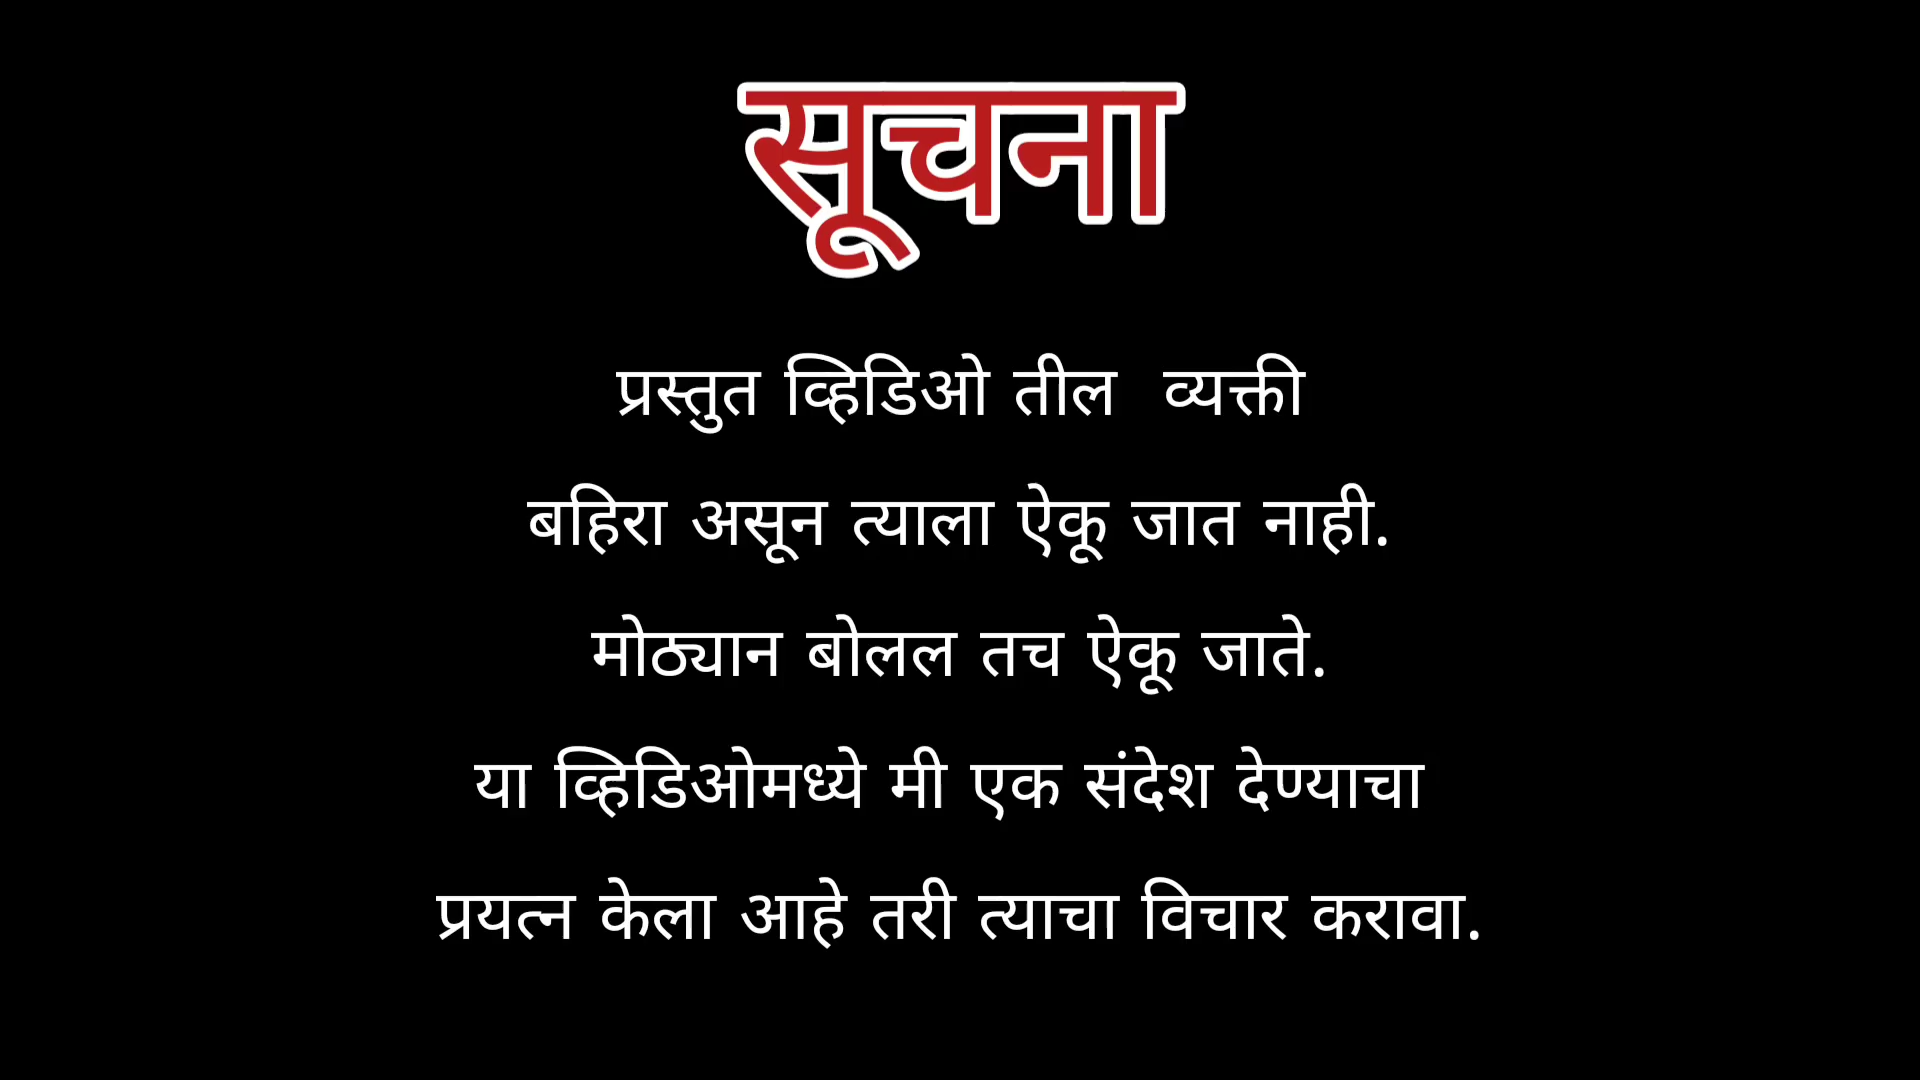 सूचना
प्रस्तुत व्हिडिओ तील व्यक्ती
बहिरा असून त्याला ऐकू जात नाही.
मोठ्यान बोलल तच ऐकू जाते.
या व्हिडिओमध्ये मी एक संदेश देण्याचा
प्रयत्न केला आहे तरी त्याचा विचार करावा.